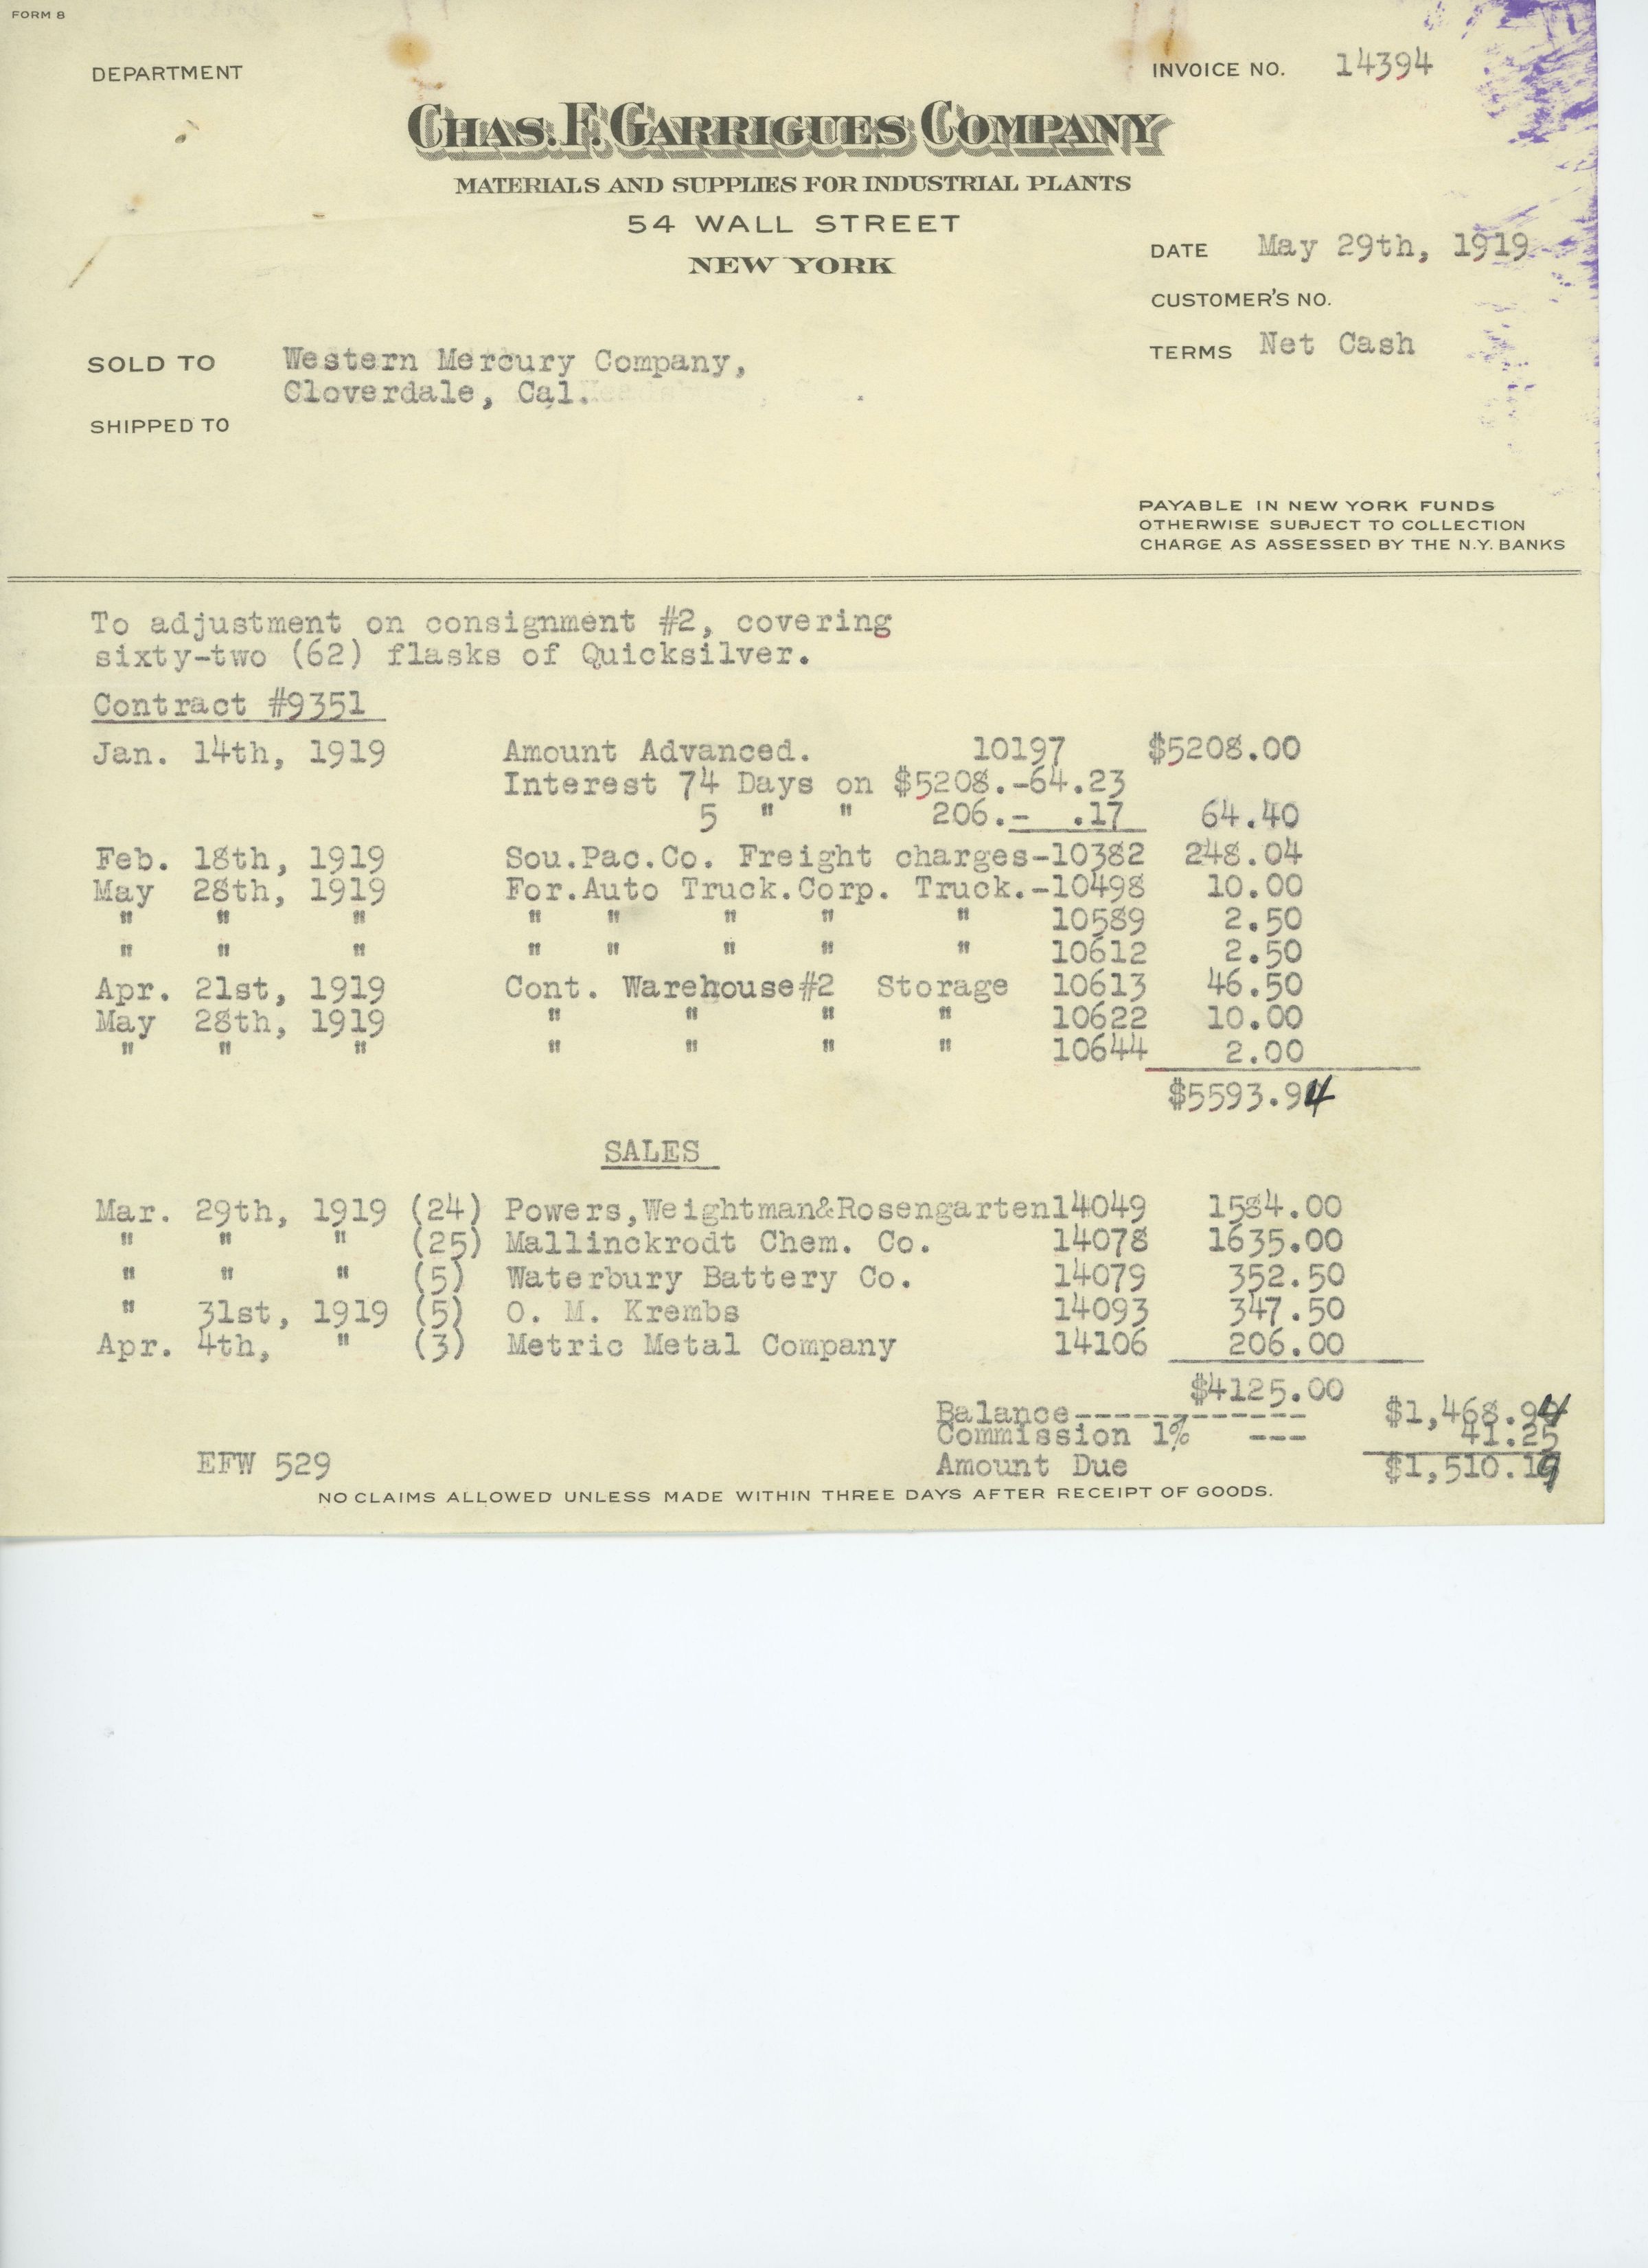 FORM 8
DEPARTMENT
INVOICE NO. 14394
CHAS. F. GARRIGUES COMPANY
MATERIALS AND SUPPLIES FOR INDUSTRIAL PLANTS
54 WALL STREET
NEW YORK
DATE May 29th, 1919
CUSTOMER'S NO.
TERMS Net Cash
SOLD TO Western Mercury Company,
Cloverdale, Cal.
SHIPPED TO
PAYABLE IN NEW YORK FUNDS
OTHERWISE SUBJECT TO COLLECTION
CHARGE AS ASSESSED BY THE N.Y. BANKS
To adjustment on consignment #2, covering
sixty-two (62) flasks of Quicksilver.
Contract #9351
Jan. 14th, 1919 Amount Advanced. 10197 $5208.00
Interest 74 Days on $5208.-64.23
5 " " 206.- .17 64.40
Feb. 18th, 1919 Sou.Pac.Co. Freight charges-10382 248.04
May 28th, 1919 For.Auto Truck.Corp. Truck.-10498 10.00
" " " " " " " " 10589 2.50
" " " " " " " " 10612 2.50
Apr. 21st, 1919 Cont. Warehouse#2 Storage 10613 46.50
May 28th, 1919 " " " " 10622 10.00
" " " " " " " 10644 2.00
$5593.94
SALES
Mar. 29th, 1919 (24) Powers,Weightman&Rosengarten14049 1584.00
" " " (25) Mallinckrodt Chem. Co. 14078 1635.00
" " " (5) Waterbury Battery Co. 14079 352.50
" 31st, 1919 (5) O. M. Krembs 14093 347.50
Apr. 4th, " (3) Metric Metal Company 14106 206.00
$4125.00
Balance------------ $1,468.94
Commission 1% --- 41.25
EFW 529 Amount Due $1,510.19
NO CLAIMS ALLOWED UNLESS MADE WITHIN THREE DAYS AFTER RECEIPT OF GOODS.